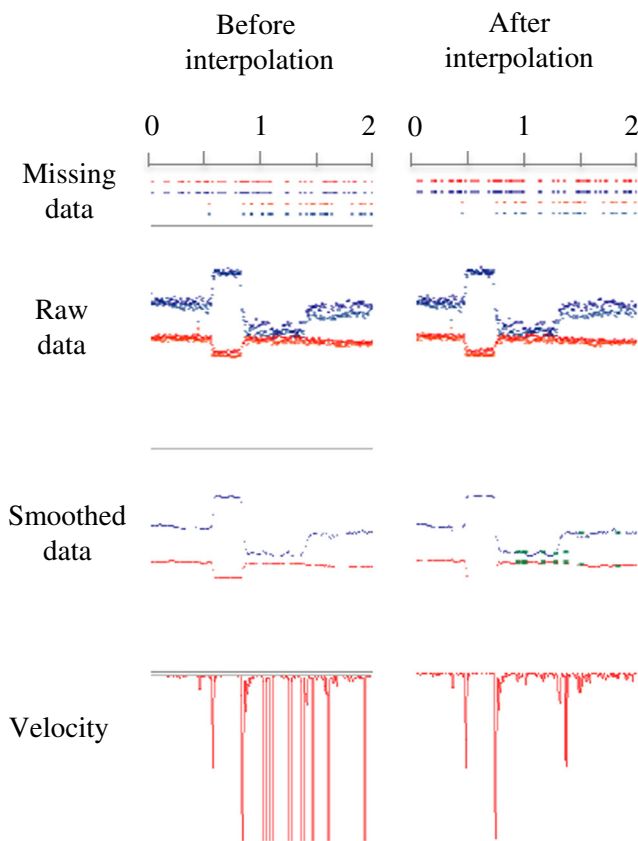 Before
interpolation
After
interpolation
0 1 2
0 1 2
Missing
data
Raw
data
Smoothed
data
Velocity